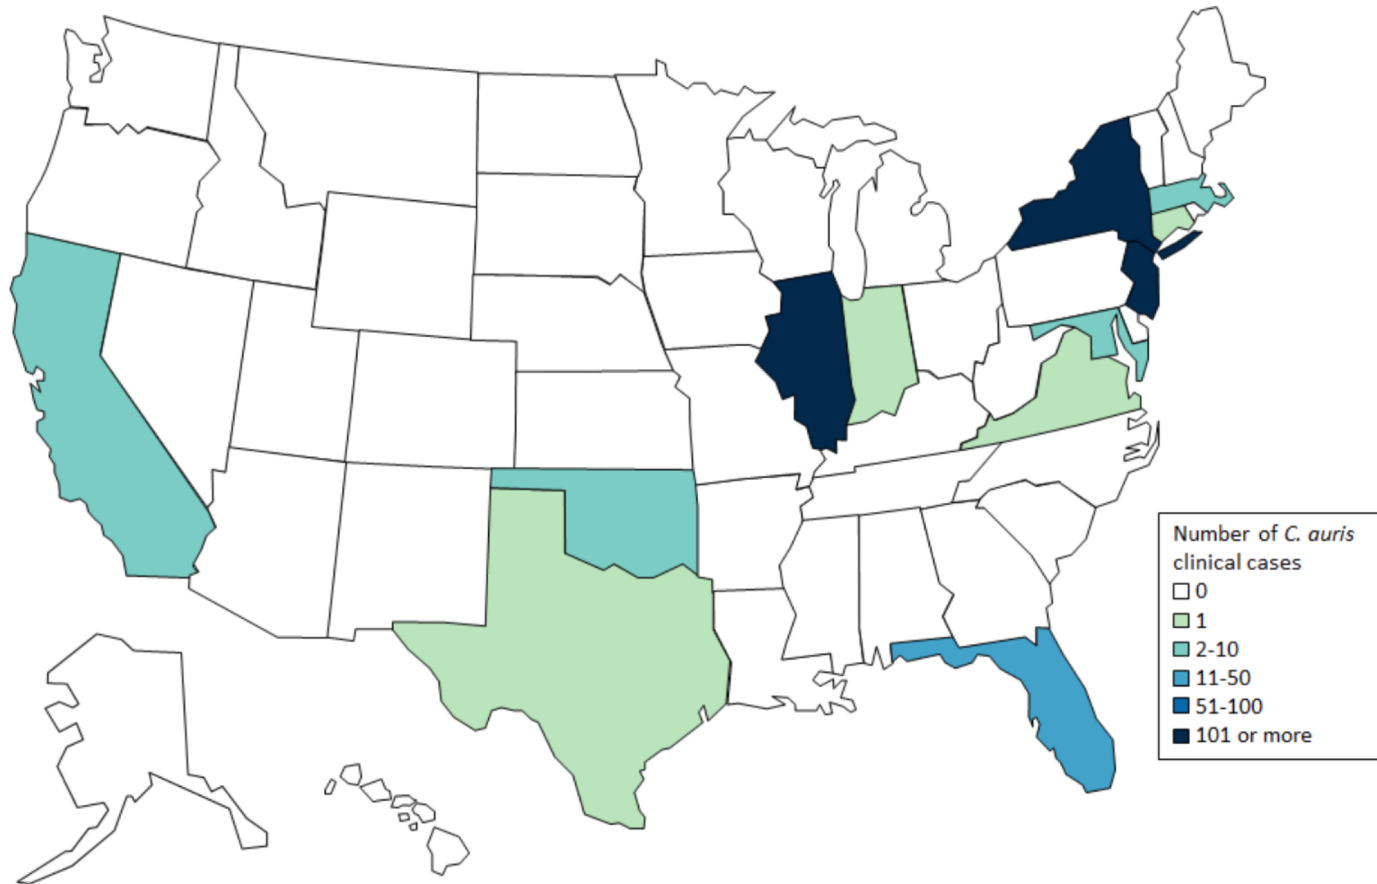 Number of C. auris
clinical cases
0
1
2-10
11-50
51-100
101 or more